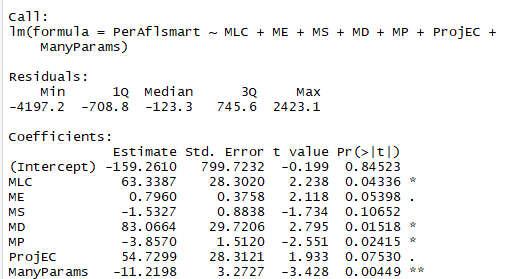 Call:
lm(formula = PerAflsmart ~ MLC + ME + MS + MD + MP + ProjEC +
    ManyParams)
Residuals:
    Min      1Q  Median      3Q     Max
-4197.2  -708.8  -123.3   745.6  2423.1
Coefficients:
             Estimate Std. Error t value Pr(>|t|)
(Intercept) -159.2610   799.7232  -0.199  0.84523
MLC           63.3387    28.3020   2.238  0.04336 *
ME             0.7960     0.3758   2.118  0.05398 .
MS            -1.5327     0.8838  -1.734  0.10652
MD            83.0664    29.7206   2.795  0.01518 *
MP            -3.8570     1.5120  -2.551  0.02415 *
ProjEC        54.7299    28.3121   1.933  0.07530 .
ManyParams   -11.2198     3.2727  -3.428  0.00449 **